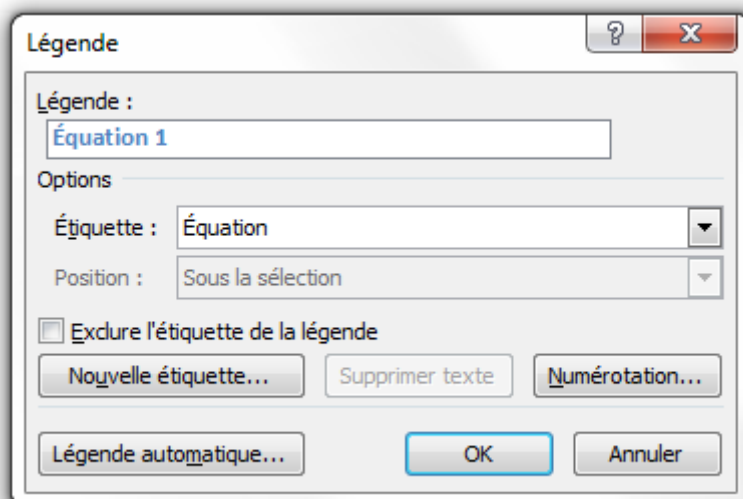 Légende
Légende :
Équation 1
Options
Étiquette : Équation
Position : Sous la sélection
Exclure l'étiquette de la légende
Nouvelle étiquette... Supprimer texte Numérotation...
Légende automatique... OK Annuler